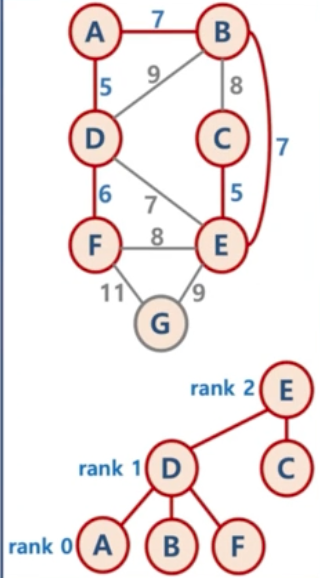 A 7 B
5 9 8
D C 7
6 7 5
F 8 E
11 9
G
rank 2 E
rank 1 D C
rank 0 A B F